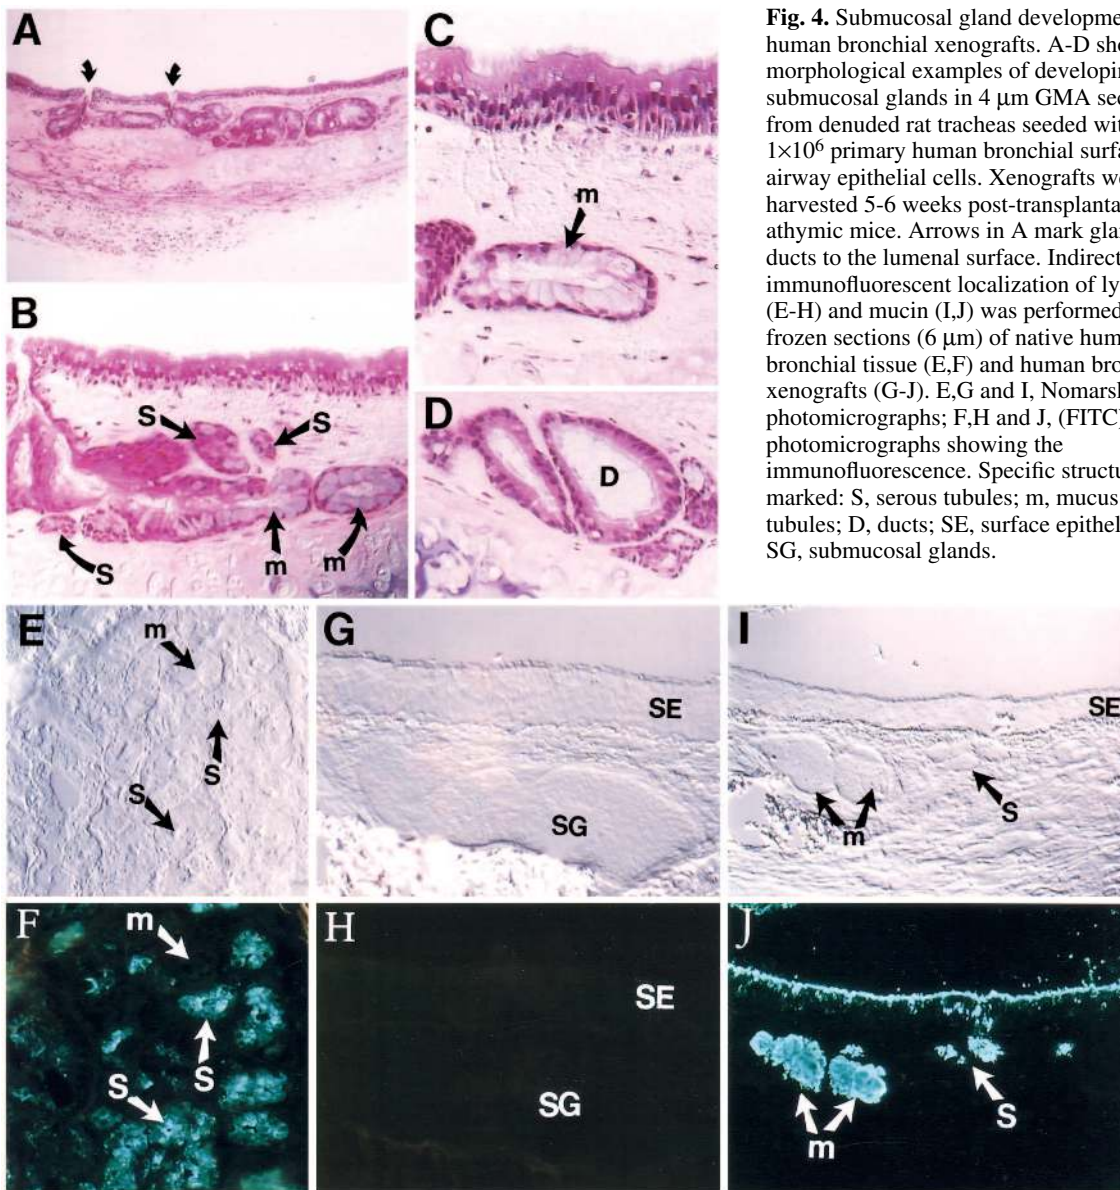 A
B
S
S
S
m
m
C
m
D
D
Fig. 4. Submucosal gland developme
human bronchial xenografts. A-D sho
morphological examples of developin
submucosal glands in 4 μm GMA sec
from denuded rat tracheas seeded wit
1×10⁶ primary human bronchial surfa
airway epithelial cells. Xenografts we
harvested 5-6 weeks post-transplanta
athymic mice. Arrows in A mark glan
ducts to the lumenal surface. Indirect
immunofluorescent localization of ly
(E-H) and mucin (I,J) was performed
frozen sections (6 μm) of native hum
bronchial tissue (E,F) and human bro
xenografts (G-J). E,G and I, Nomarsk
photomicrographs; F,H and J, (FITC)
photomicrographs showing the
immunofluorescence. Specific structu
marked: S, serous tubules; m, mucus
tubules; D, ducts; SE, surface epithel
SG, submucosal glands.
E
m
S
S
G
SE
SG
I
SE
m
S
F
m
S
S
H
SE
SG
J
m
S